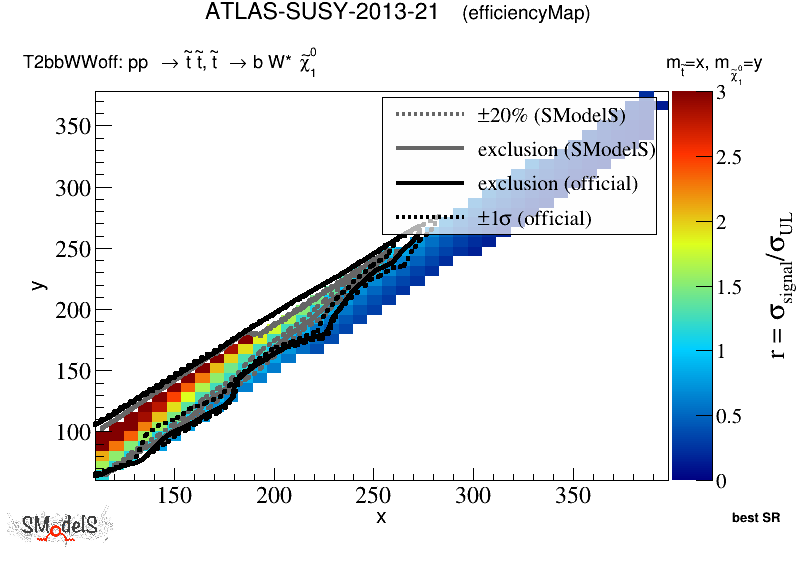 ATLAS-SUSY-2013-21 (efficiencyMap)
T2bbWWoff: pp → t̃ t̃, t̃ → b W* χ̃₁⁰
m_t̃=x, m_χ̃₁⁰=y
±20% (SModelS)
exclusion (SModelS)
exclusion (official)
±1σ (official)
350
300
250
200
150
100
y
150
200
250
300
350
x
3
2.5
2
1.5
1
0.5
0
r = σ_signal/σ_UL
SModelS
best SR